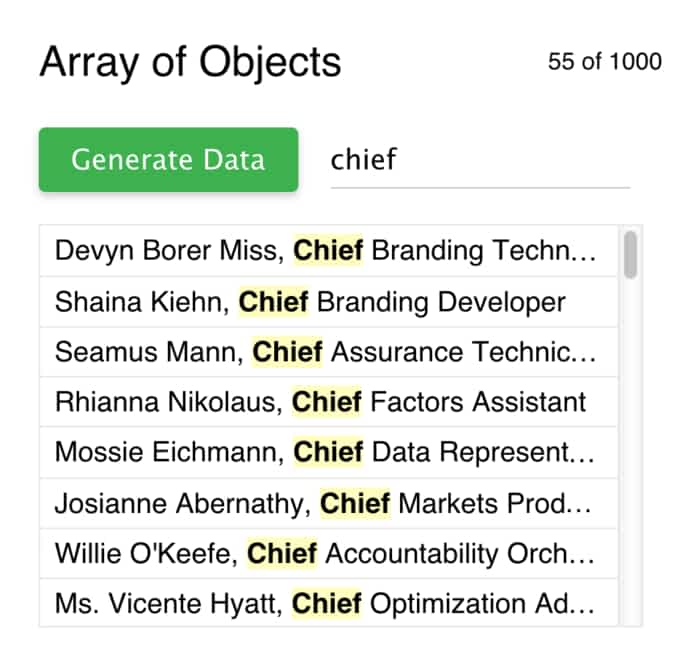 Array of Objects
55 of 1000
Generate Data
chief
Devyn Borer Miss, Chief Branding Techn...
Shaina Kiehn, Chief Branding Developer
Seamus Mann, Chief Assurance Technic...
Rhianna Nikolaus, Chief Factors Assistant
Mossie Eichmann, Chief Data Represent...
Josianne Abernathy, Chief Markets Prod...
Willie O'Keefe, Chief Accountability Orch...
Ms. Vicente Hyatt, Chief Optimization Ad...